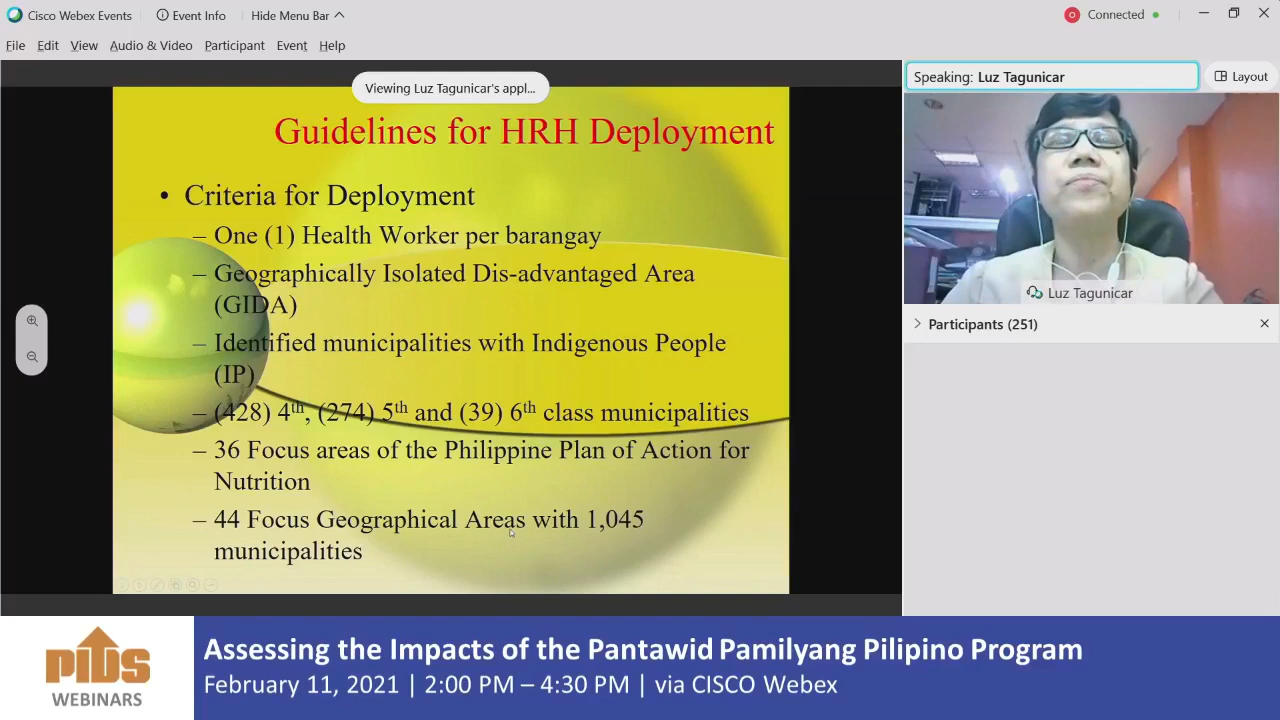 Cisco Webex Events
Event Info
Hide Menu Bar
Connected
File Edit View Audio & Video Participant Event Help
Viewing Luz Tagunicar's appl...
Speaking: Luz Tagunicar
Layout
Guidelines for HRH Deployment
• Criteria for Deployment
– One (1) Health Worker per barangay
– Geographically Isolated Dis-advantaged Area
(GIDA)
– Identified municipalities with Indigenous People
(IP)
– (428) 4th, (274) 5th and (39) 6th class municipalities
– 36 Focus areas of the Philippine Plan of Action for
Nutrition
– 44 Focus Geographical Areas with 1,045
municipalities
Luz Tagunicar
Participants (251)
PIDS
WEBINARS
Assessing the Impacts of the Pantawid Pamilyang Pilipino Program
February 11, 2021 | 2:00 PM – 4:30 PM | via CISCO Webex